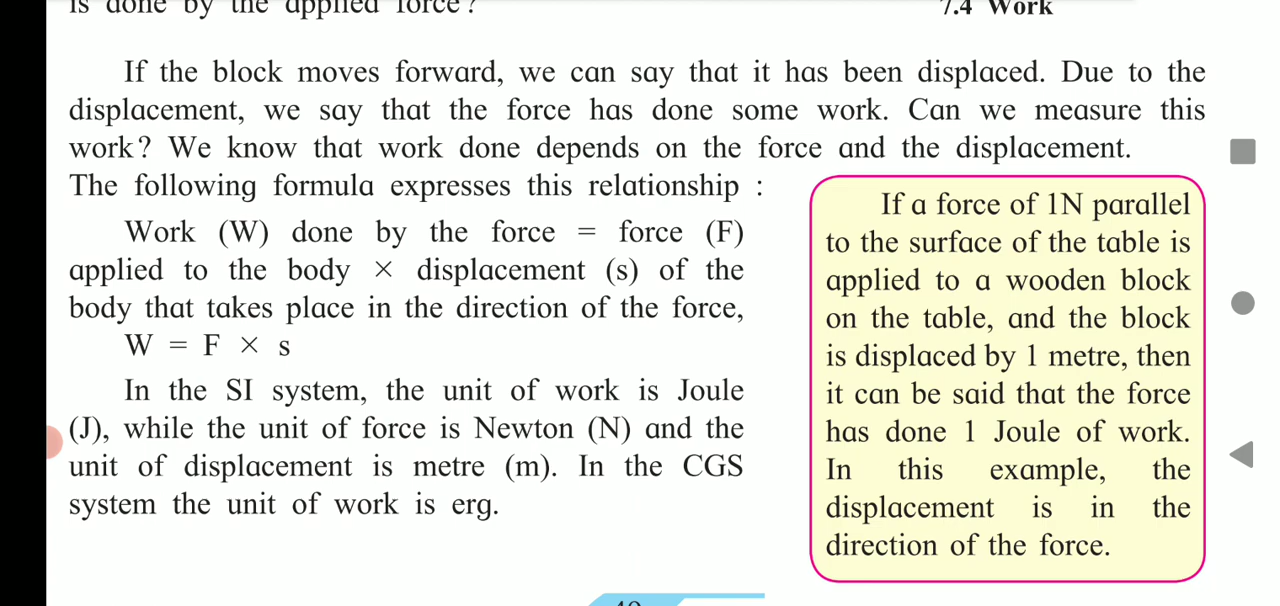 is done by the applied force?
7.4 Work
If the block moves forward, we can say that it has been displaced. Due to the
displacement, we say that the force has done some work. Can we measure this
work? We know that work done depends on the force and the displacement.
The following formula expresses this relationship :
Work (W) done by the force = force (F)
applied to the body × displacement (s) of the
body that takes place in the direction of the force,
W = F × s
In the SI system, the unit of work is Joule
(J), while the unit of force is Newton (N) and the
unit of displacement is metre (m). In the CGS
system the unit of work is erg.
If a force of 1N parallel
to the surface of the table is
applied to a wooden block
on the table, and the block
is displaced by 1 metre, then
it can be said that the force
has done 1 Joule of work.
In this example, the
displacement is in the
direction of the force.